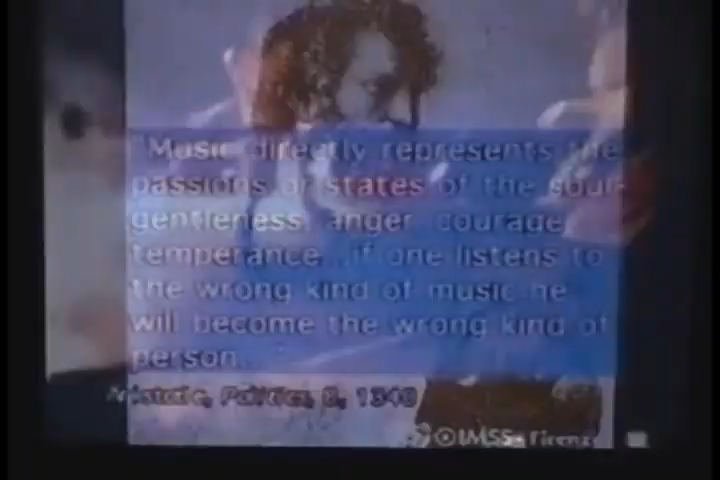 "Music directly represents the
passions or states of the soul-
gentleness, anger, courage,
temperance...if one listens to
the wrong kind of music he
will become the wrong kind of
person...
Aristotle, Politics, 8, 1340
©IMSS - Firenze